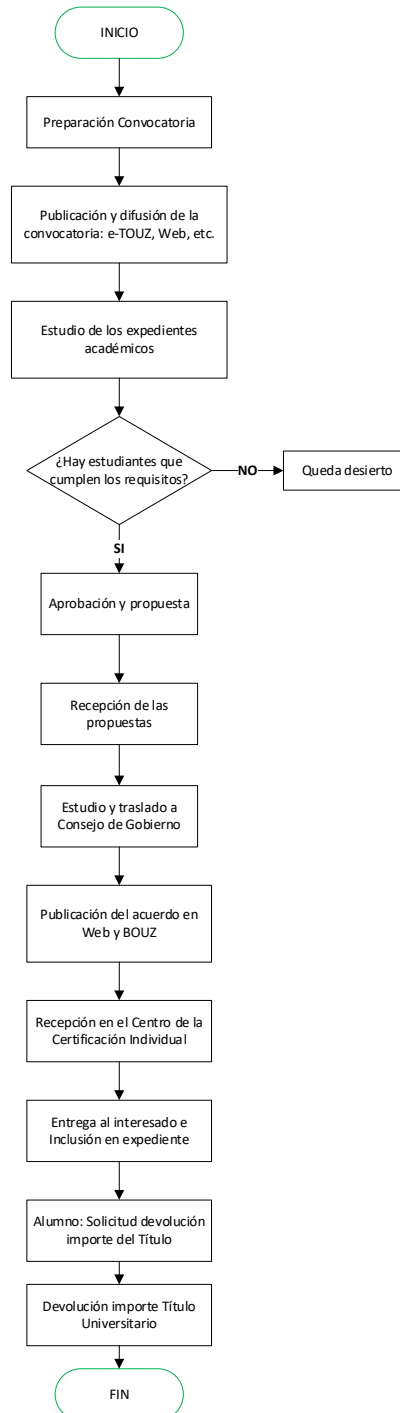 INICIO
Preparación Convocatoria
Publicación y difusión de la
convocatoria: e-TOUZ, Web, etc.
Estudio de los expedientes
académicos
¿Hay estudiantes que
cumplen los requisitos?
NO
Queda desierto
SI
Aprobación y propuesta
Recepción de las
propuestas
Estudio y traslado a
Consejo de Gobierno
Publicación del acuerdo en
Web y BOUZ
Recepción en el Centro de la
Certificación Individual
Entrega al interesado e
Inclusión en expediente
Alumno: Solicitud devolución
importe del Título
Devolución importe Título
Universitario
FIN